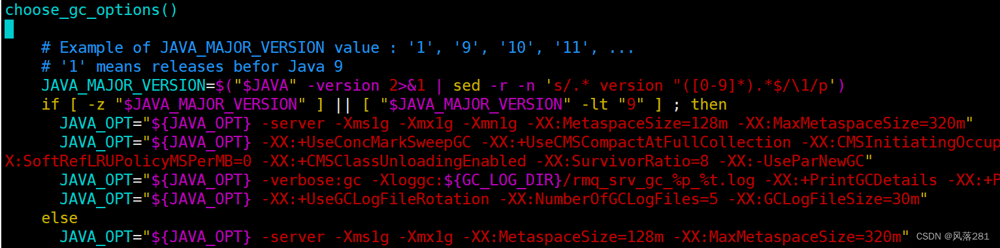 choose_gc_options()
    # Example of JAVA_MAJOR_VERSION value : '1', '9', '10', '11', ...
    # '1' means releases befor Java 9
    JAVA_MAJOR_VERSION=$("$JAVA" -version 2>&1 | sed -r -n 's/.* version "([0-9]*).*$/\1/p')
    if [ -z "$JAVA_MAJOR_VERSION" ] || [ "$JAVA_MAJOR_VERSION" -lt "9" ] ; then
      JAVA_OPT="${JAVA_OPT} -server -Xms1g -Xmx1g -Xmn1g -XX:MetaspaceSize=128m -XX:MaxMetaspaceSize=320m"
      JAVA_OPT="${JAVA_OPT} -XX:+UseConcMarkSweepGC -XX:+UseCMSCompactAtFullCollection -XX:CMSInitiatingOccup
X:SoftRefLRUPolicyMSPerMB=0 -XX:+CMSClassUnloadingEnabled -XX:SurvivorRatio=8 -XX:-UseParNewGC"
      JAVA_OPT="${JAVA_OPT} -verbose:gc -Xloggc:${GC_LOG_DIR}/rmq_srv_gc_%p_%t.log -XX:+PrintGCDetails -XX:+P
      JAVA_OPT="${JAVA_OPT} -XX:+UseGCLogFileRotation -XX:NumberOfGCLogFiles=5 -XX:GCLogFileSize=30m"
    else
      JAVA_OPT="${JAVA_OPT} -server -Xms1g -Xmx1g -XX:MetaspaceSize=128m -XX:MaxMetaspaceSize=320m"
CSDN @风落281